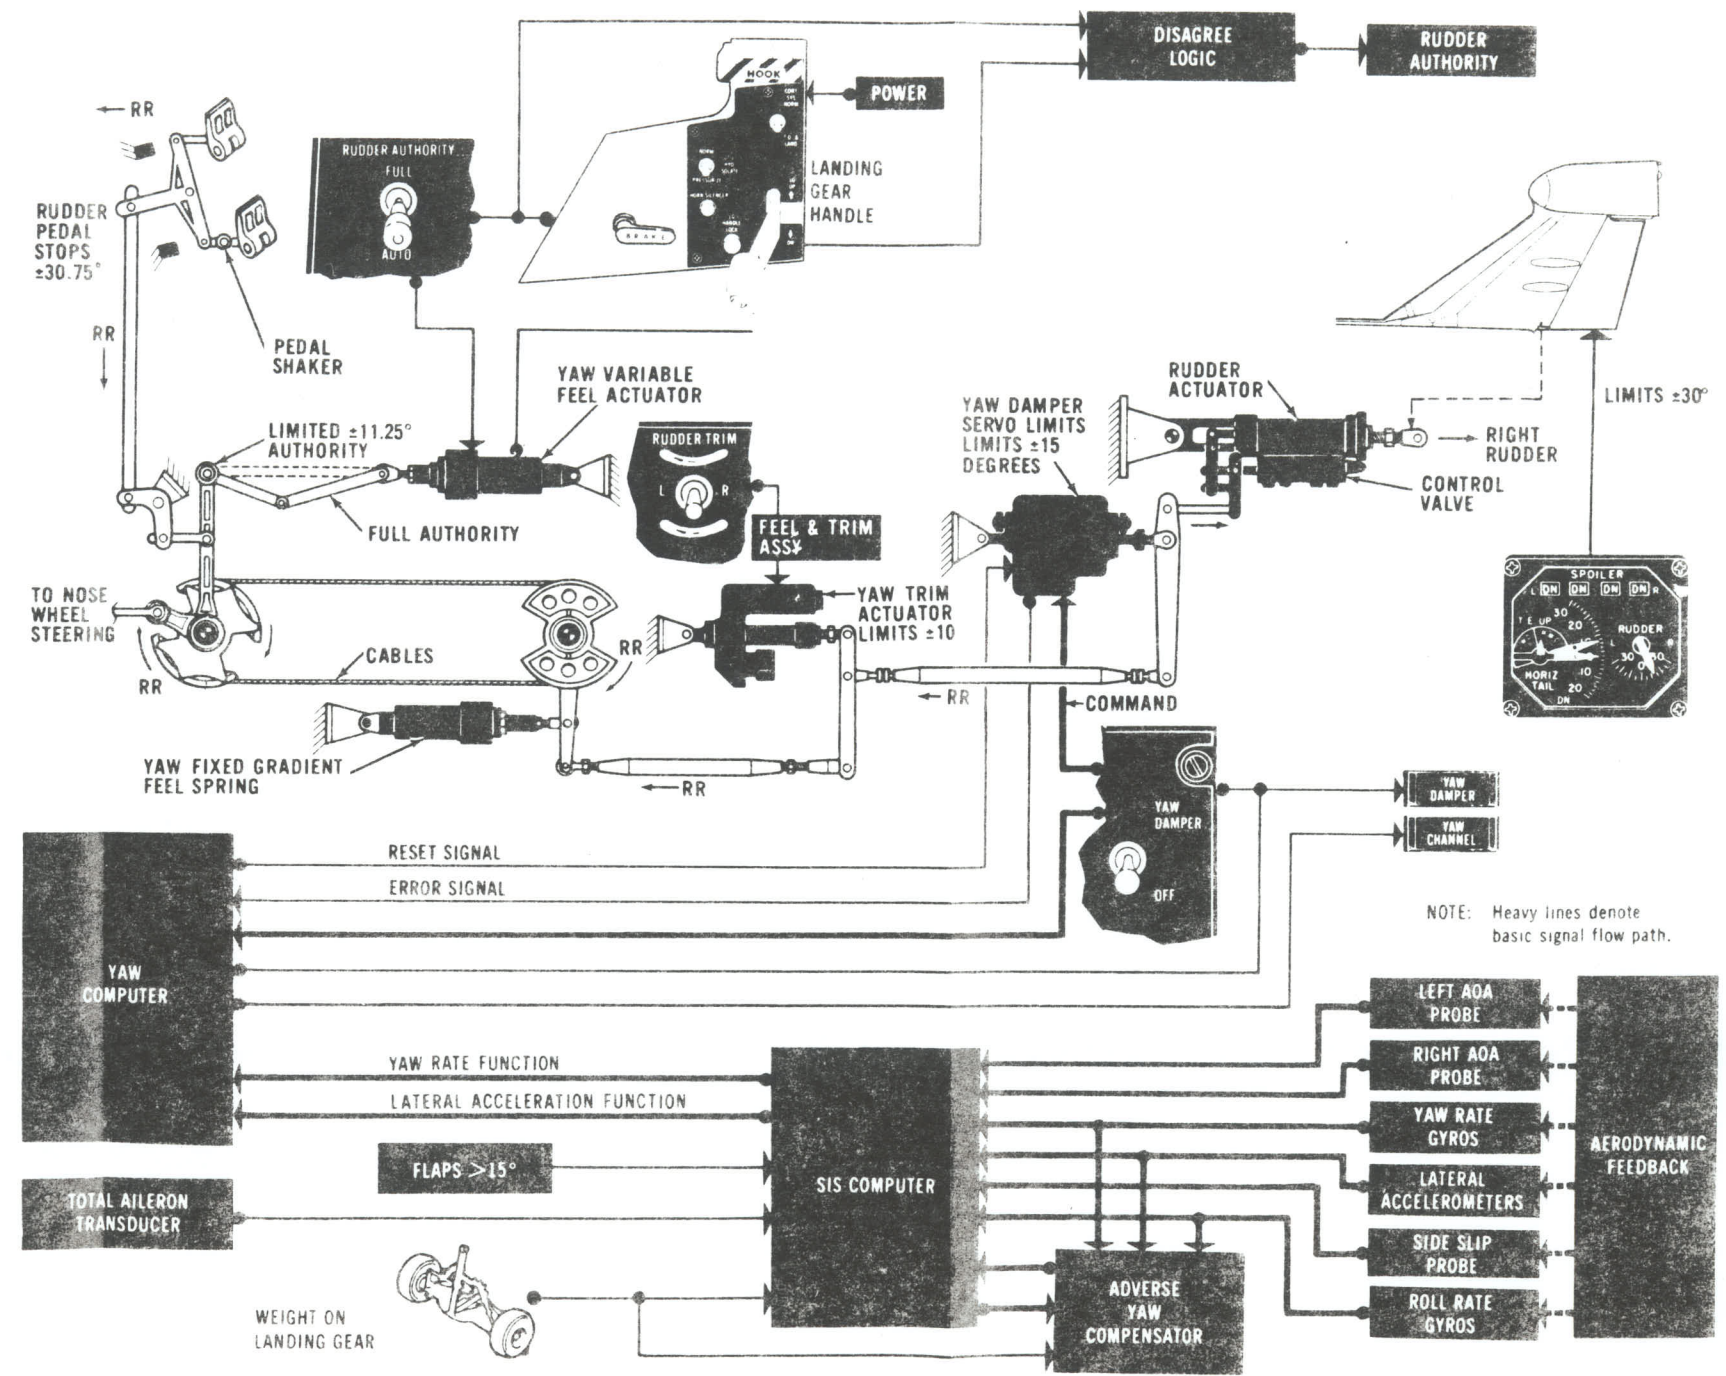 DISAGREE
LOGIC
RUDDER
AUTHORITY
HOOK
POWER
RR
RUDDER AUTHORITY
FULL
AUTO
LANDING
GEAR
HANDLE
BRAKE
RUDDER
PEDAL
STOPS
±30.75°
RR
PEDAL
SHAKER
YAW VARIABLE
FEEL ACTUATOR
RUDDER
ACTUATOR
LIMITS ±30°
RIGHT
RUDDER
CONTROL
VALVE
YAW DAMPER
SERVO LIMITS
LIMITS ±15
DEGREES
LIMITED ±11.25°
AUTHORITY
RUDDER TRIM
L R
FULL AUTHORITY
FEEL & TRIM
ASSY
TO NOSE
WHEEL
STEERING
YAW TRIM
ACTUATOR
LIMITS ±10
SPOILER
L DN DN DN DN R
30
20
10
10
20
DN
HORIZ
TAIL
RUDDER
L R
30 0 30
RR
CABLES
RR
RR
COMMAND
YAW FIXED GRADIENT
FEEL SPRING
RR
YAW
DAMPER
OFF
YAW
DAMPER
YAW
CHANNEL
RESET SIGNAL
ERROR SIGNAL
NOTE: Heavy lines denote
basic signal flow path.
YAW
COMPUTER
LEFT AOA
PROBE
RIGHT AOA
PROBE
YAW RATE
GYROS
LATERAL
ACCELEROMETERS
SIDE SLIP
PROBE
ROLL RATE
GYROS
AERODYNAMIC
FEEDBACK
YAW RATE FUNCTION
LATERAL ACCELERATION FUNCTION
FLAPS >15°
SIS COMPUTER
TOTAL AILERON
TRANSDUCER
ADVERSE
YAW
COMPENSATOR
WEIGHT ON
LANDING GEAR